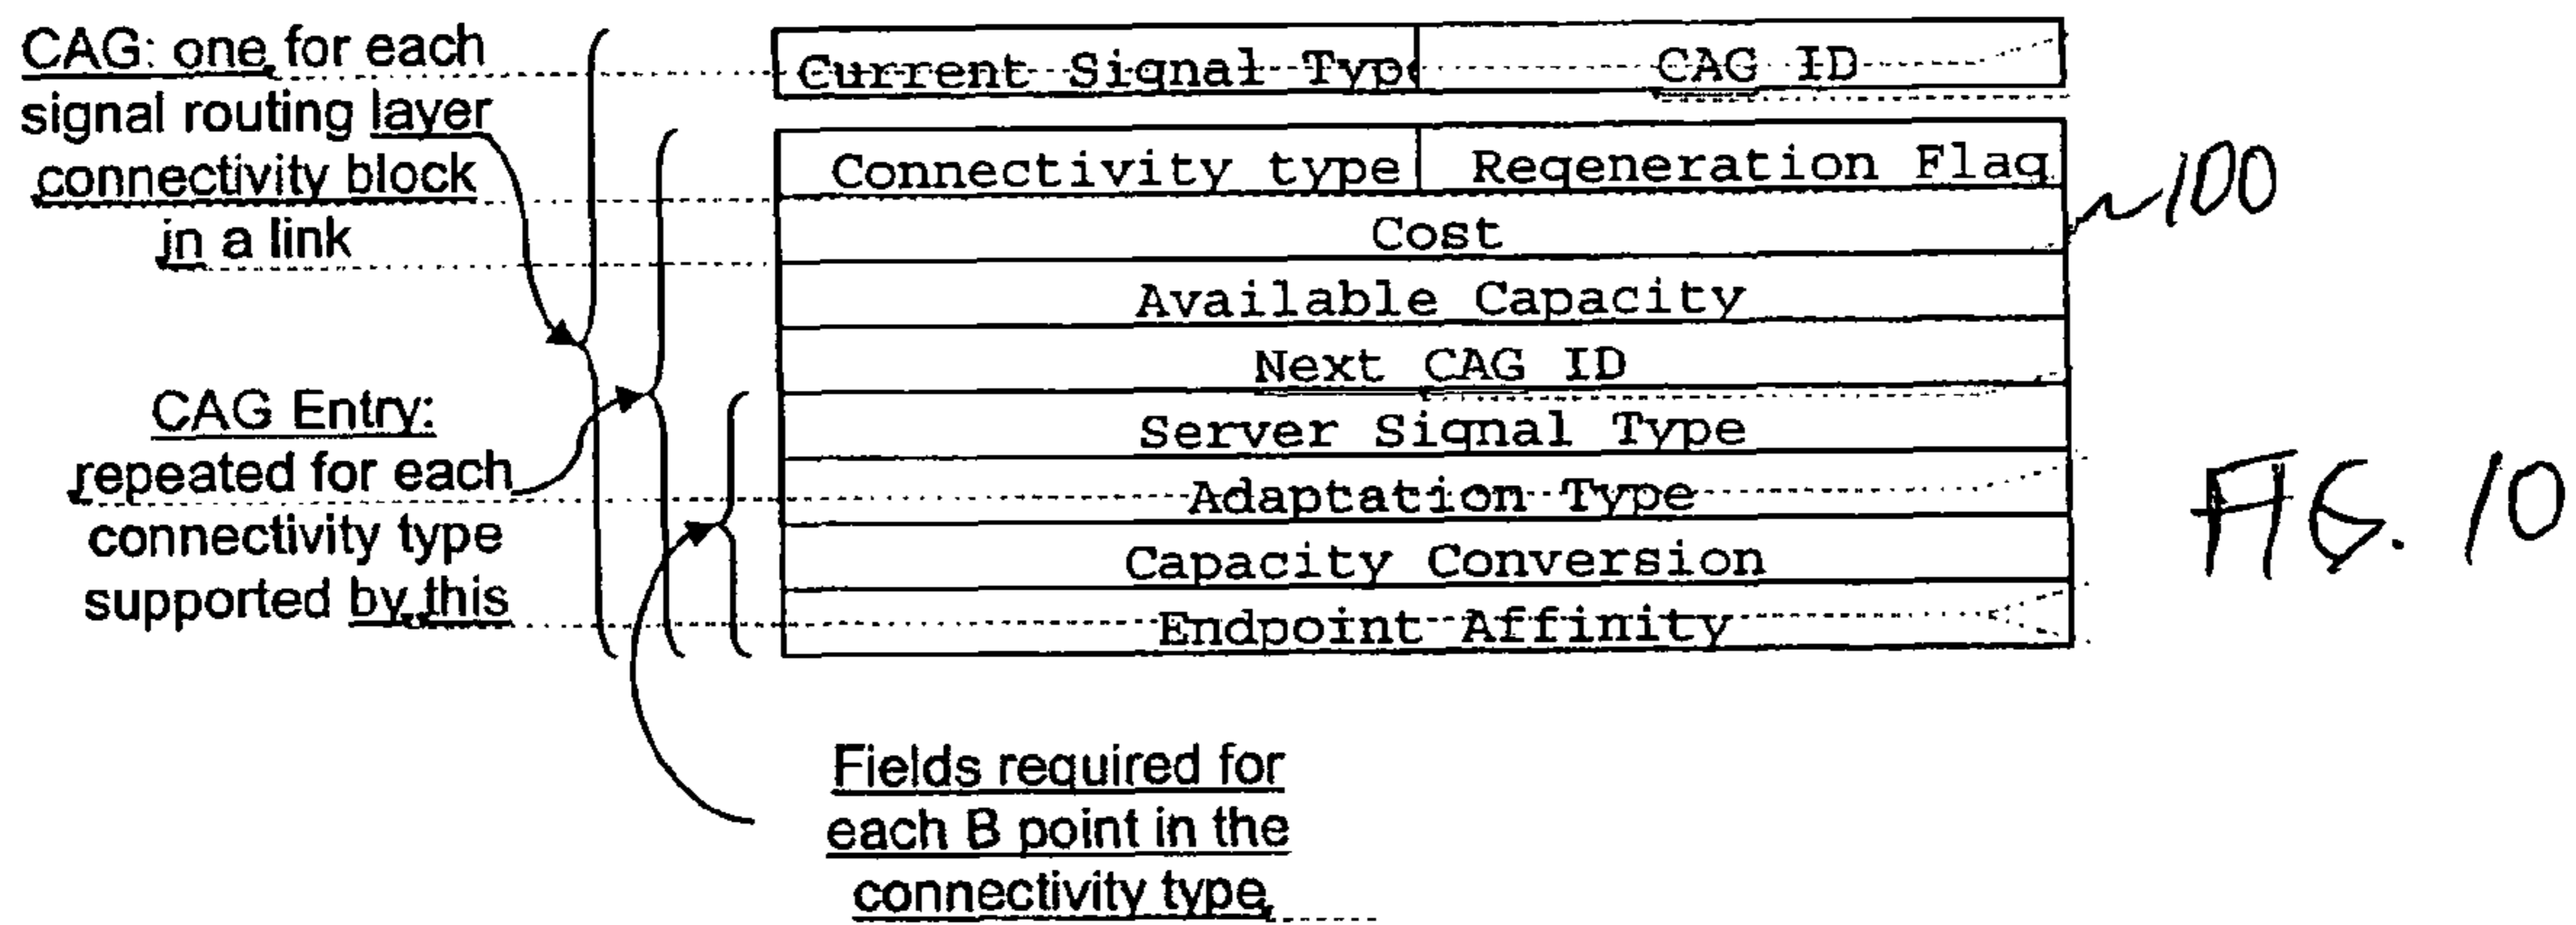 CAG: one for each
signal routing layer
connectivity block
in a link
CAG Entry:
repeated for each
connectivity type
supported by this
Fields required for
each B point in the
connectivity type
Current Signal Type CAG ID
Connectivity type Regeneration Flag
Cost
Available Capacity
Next CAG ID
Server Signal Type
Adaptation Type
Capacity Conversion
Endpoint Affinity
100
FIG. 10